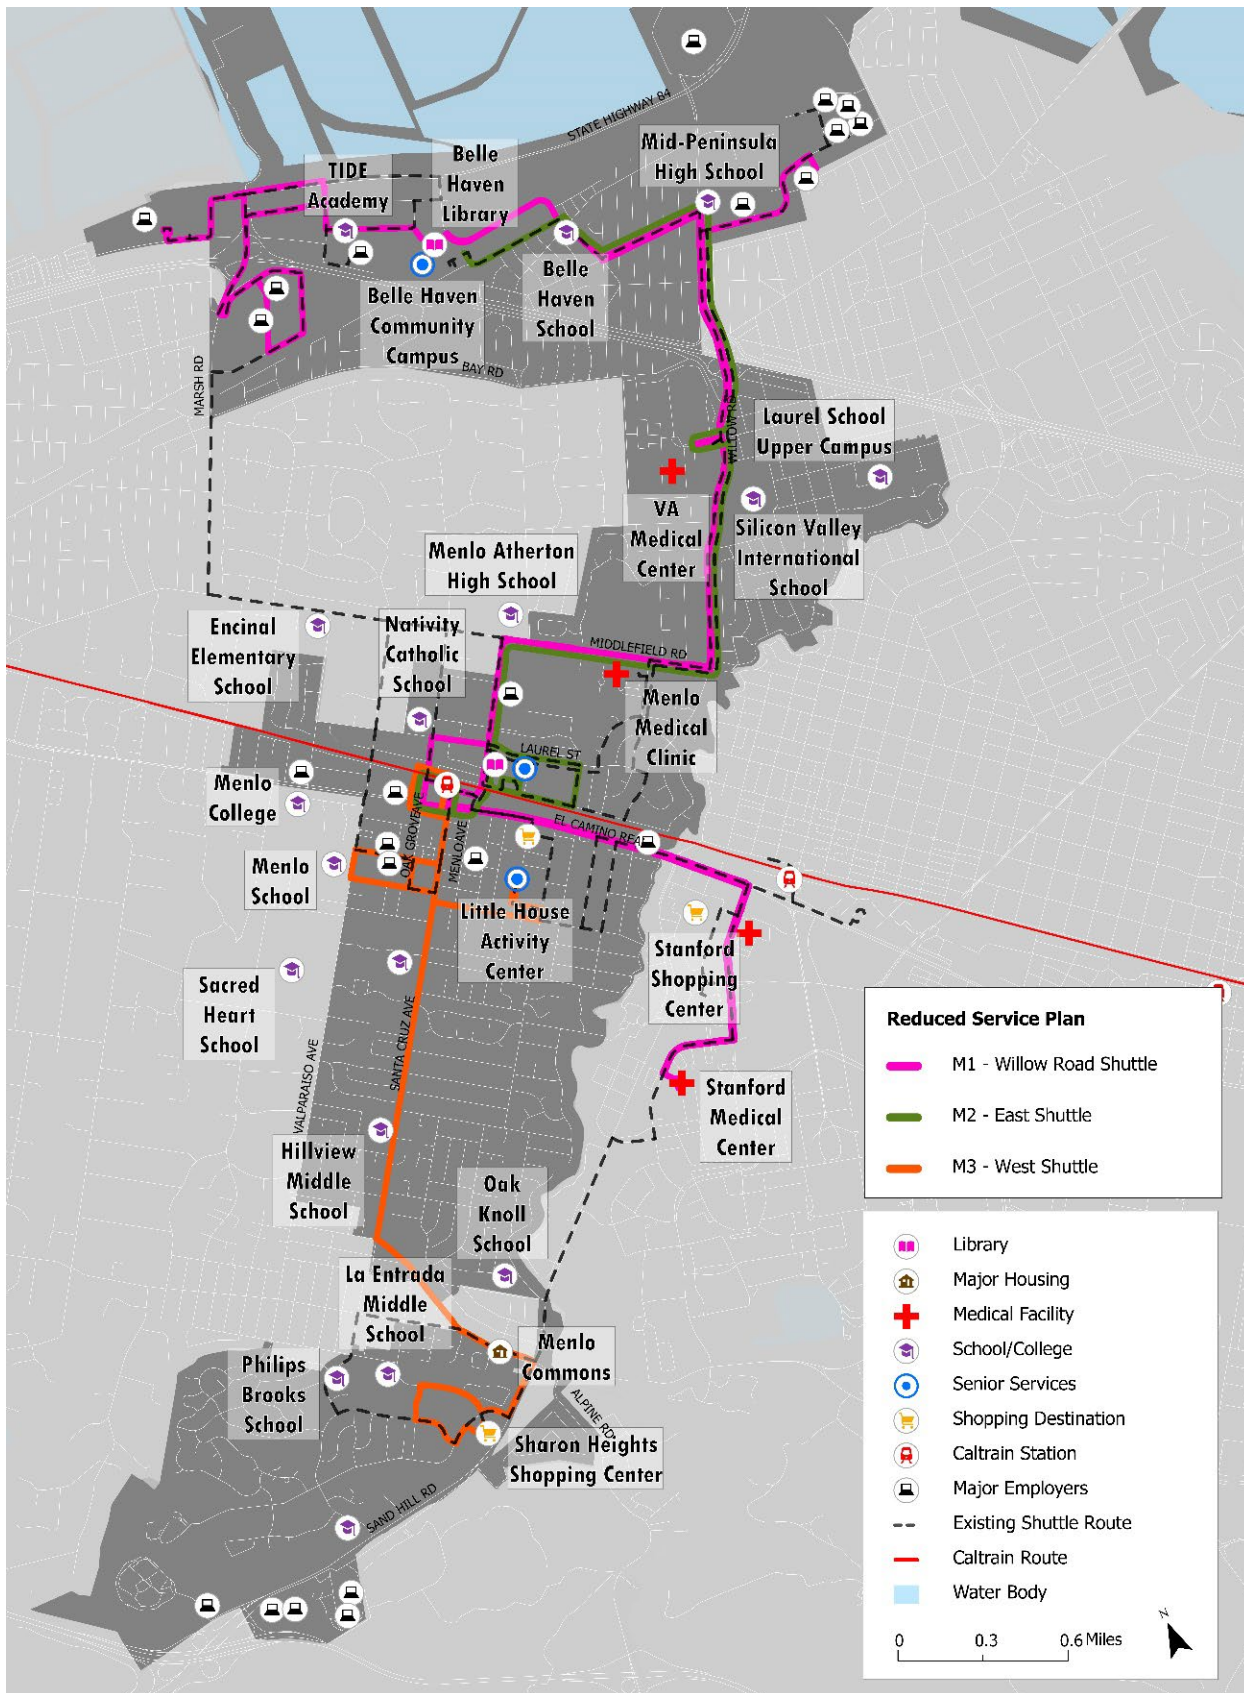 STATE HIGHWAY 84
Mid-Peninsula
High School
Belle
Haven
Library
TIDE
Academy
Belle
Haven
School
Belle Haven
Community
Campus
BAY RD
MARSH RD
WILLOW RD
Laurel School
Upper Campus
VA
Medical
Center
Silicon Valley
International
School
Menlo Atherton
High School
MIDDLEFIELD RD
Encinal
Elementary
School
Nativity
Catholic
School
Menlo
Medical
Clinic
LAUREL ST
Menlo
College
EL CAMINO REA
OAK GROVE AVE
MENLO AVE
Menlo
School
Little House
Activity
Center
Stanford
Shopping
Center
Sacred
Heart
School
SANTA CRUZ AVE
VALPARAISO AVE
Stanford
Medical
Center
Hillview
Middle
School
Oak
Knoll
School
La Entrada
Middle
School
Menlo
Commons
Philips
Brooks
School
ALPINE RD
Sharon Heights
Shopping Center
SAND HILL RD
Reduced Service Plan
M1 - Willow Road Shuttle
M2 - East Shuttle
M3 - West Shuttle
Library
Major Housing
Medical Facility
School/College
Senior Services
Shopping Destination
Caltrain Station
Major Employers
Existing Shuttle Route
Caltrain Route
Water Body
N
0 0.3 0.6 Miles